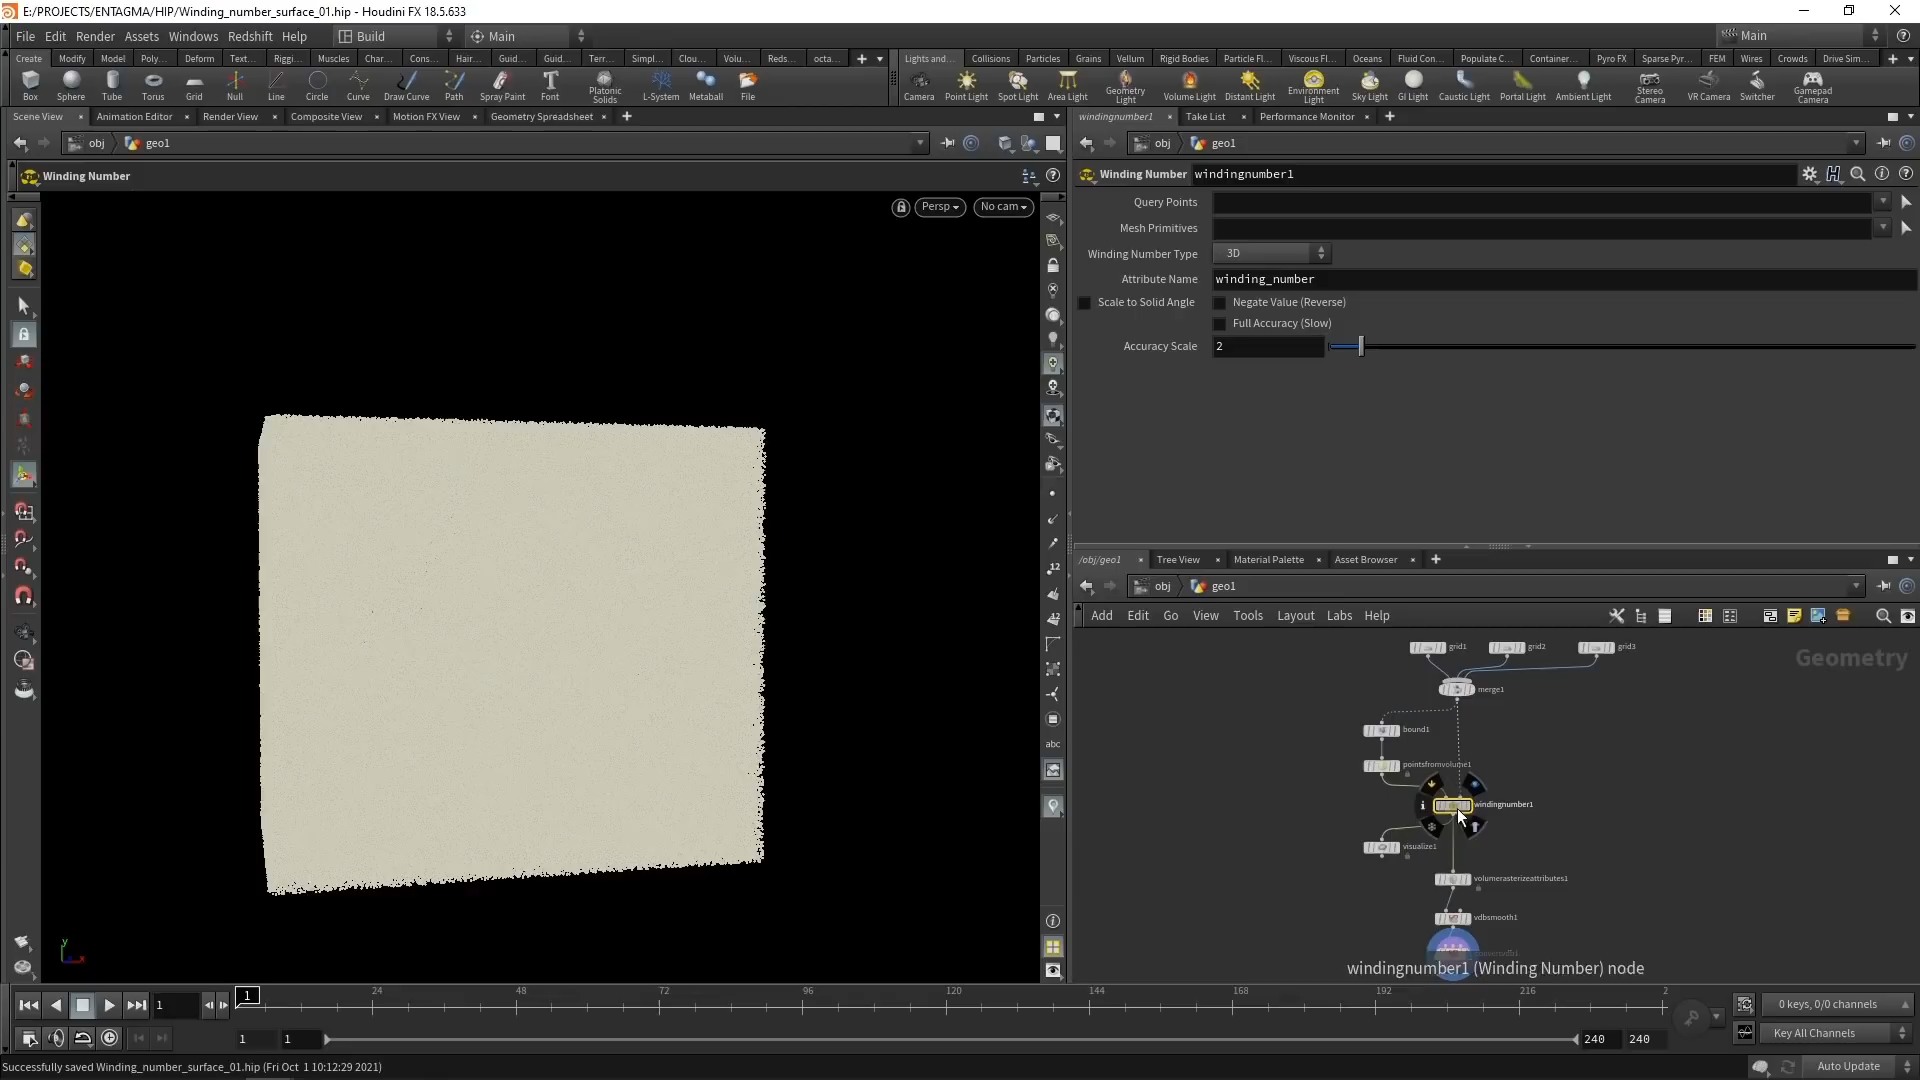 E:/PROJECTS/ENTAGMA/HIP/Winding_number_surface_01.hip - Houdini FX 18.5.633
File Edit Render Assets Windows Redshift Help Build Main Main
Create Modify Model Poly... Deform Text... Riggi... Muscles Char... Cons... Hair... Guid... Guid... Terr... Simpl... Clou... Volu... Reds... octa...
Lights and... Collisions Particles Grains Vellum Rigid Bodies Particle Fl... Viscous Fl... Oceans Fluid Con... Populate C... Container... Pyro FX Sparse Pyr... FEM Wires Crowds Drive Sim...
Box Sphere Tube Torus Grid Null Line Circle Curve Draw Curve Path Spray Paint Font Platonic Solids L-System Metaball File
Camera Point Light Spot Light Area Light Geometry Light Volume Light Distant Light Environment Light Sky Light GI Light Caustic Light Portal Light Ambient Light Stereo Camera VR Camera Switcher Gamepad Camera
Scene View Animation Editor Render View Composite View Motion FX View Geometry Spreadsheet
windingnumber1 Take List Performance Monitor
obj geo1
obj geo1
Winding Number
Persp No cam
Winding Number windingnumber1
Query Points
Mesh Primitives
Winding Number Type 3D
Attribute Name winding_number
Scale to Solid Angle Negate Value (Reverse)
Full Accuracy (Slow)
Accuracy Scale 2
12
12
abc
y
x
/obj/geo1 Tree View Material Palette Asset Browser
obj geo1
Add Edit Go View Tools Layout Labs Help
Geometry
grid1 grid2 grid3
merge1
bound1
pointsfromvolume1
windingnumber1
visualize1
volumerasterizeattributes1
vdbsmooth1
windingnumber1 (Winding Number) node
1 1 24 48 72 96 120 144 168 192 216 2
0 keys, 0/0 channels
1 1 240 240
Key All Channels
Successfully saved Winding_number_surface_01.hip (Fri Oct 1 10:12:29 2021)
Auto Update